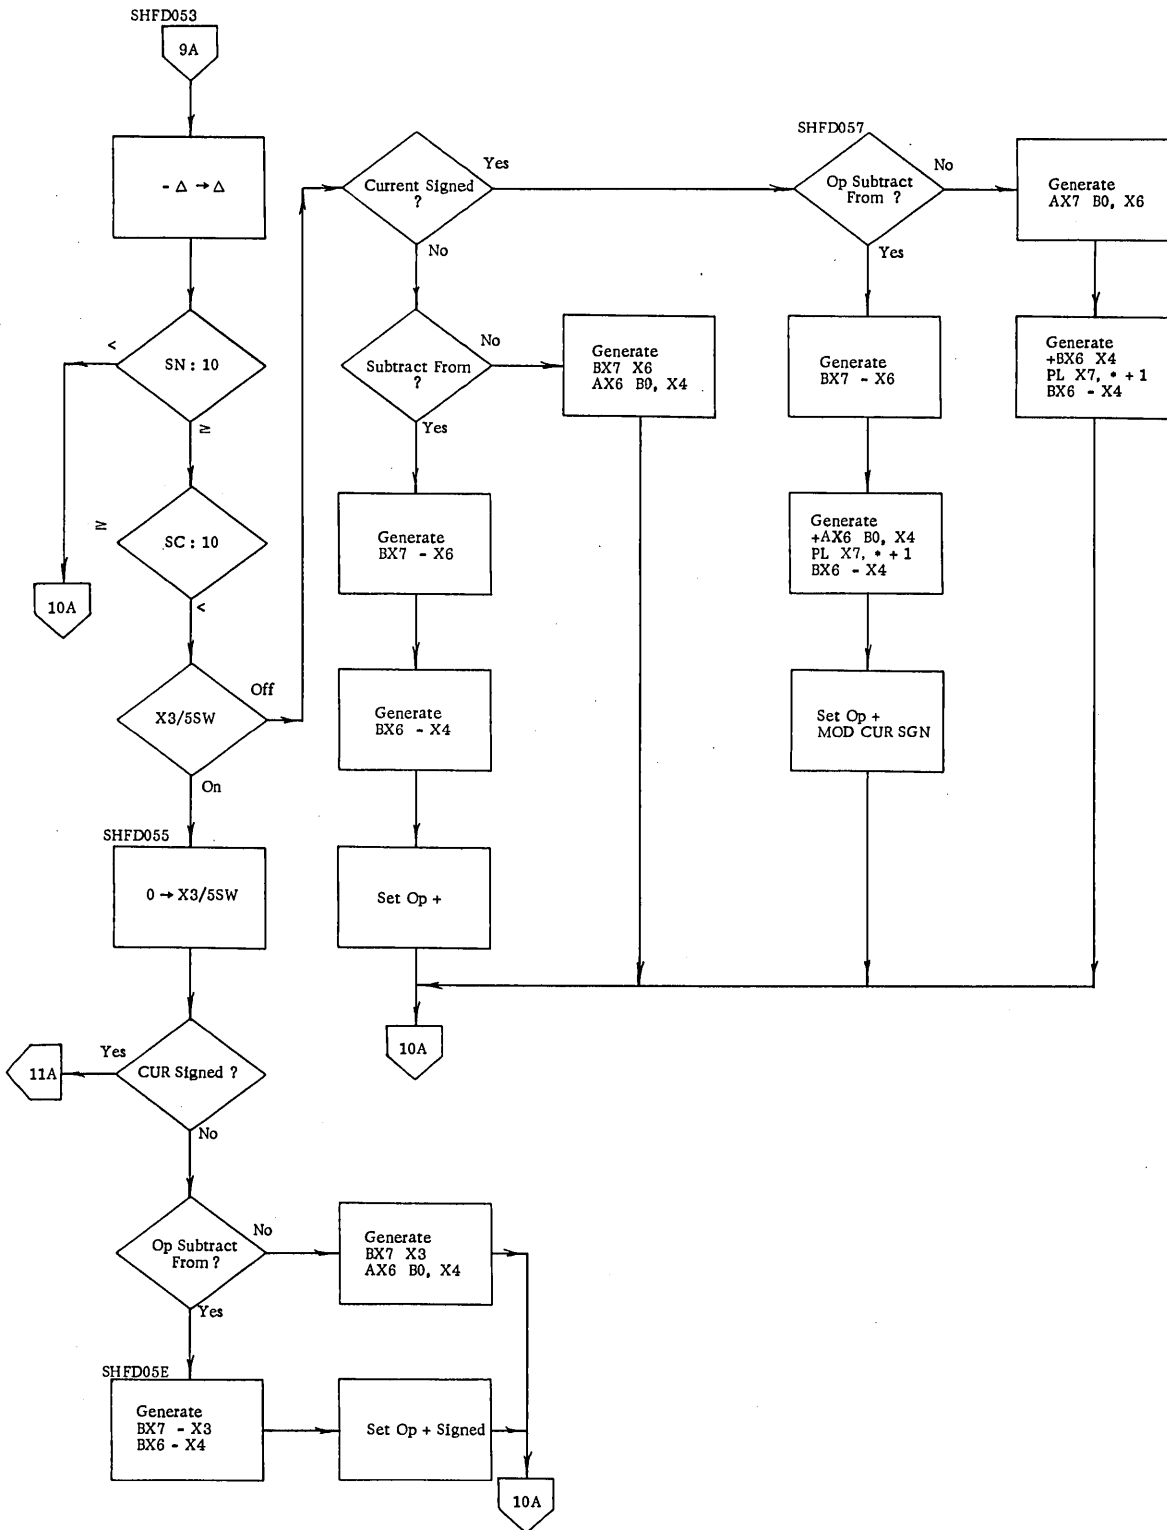 SHFD053
9A
- Δ → Δ
SN : 10
<
≥
SC : 10
≥
<
10A
X3/5SW
Off
On
SHFD055
0 → X3/5SW
CUR Signed ?
Yes
11A
No
Op Subtract
From ?
No
Yes
Generate
BX7 X3
AX6 B0, X4
SHFD05E
Generate
BX7 - X3
BX6 - X4
Set Op + Signed
10A
Current Signed
?
Yes
No
Subtract From
?
No
Yes
Generate
BX7 X6
AX6 B0, X4
Generate
BX7 - X6
Generate
BX6 - X4
Set Op +
10A
SHFD057
Op Subtract
From ?
No
Yes
Generate
AX7 B0, X6
Generate
+BX6 X4
PL X7, * + 1
BX6 - X4
Generate
BX7 - X6
Generate
+AX6 B0, X4
PL X7, * + 1
BX6 - X4
Set Op +
MOD CUR SGN